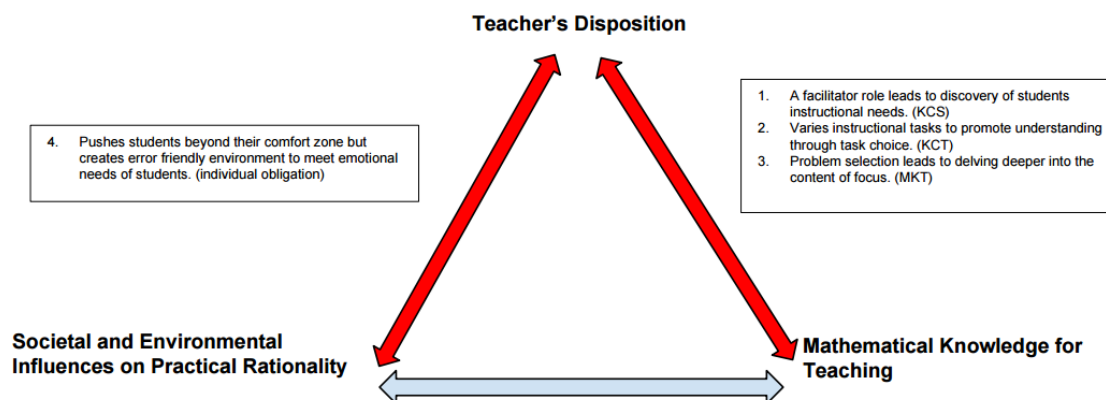 Teacher's Disposition
1. A facilitator role leads to discovery of students
instructional needs. (KCS)
2. Varies instructional tasks to promote understanding
through task choice. (KCT)
3. Problem selection leads to delving deeper into the
content of focus. (MKT)
4. Pushes students beyond their comfort zone but
creates error friendly environment to meet emotional
needs of students. (individual obligation)
Societal and Environmental
Influences on Practical Rationality
Mathematical Knowledge for
Teaching